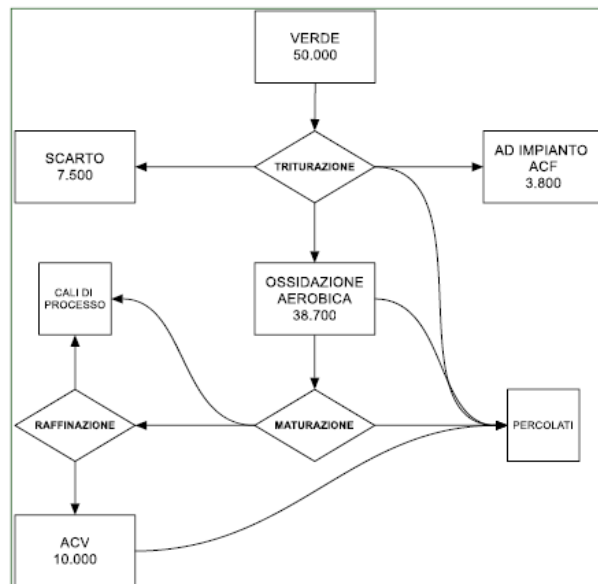 VERDE
50.000
SCARTO
7.500
TRITURAZIONE
AD IMPIANTO
ACF
3.800
CALI DI
PROCESSO
OSSIDAZIONE
AEROBICA
38.700
RAFFINAZIONE
MATURAZIONE
PERCOLATI
ACV
10.000